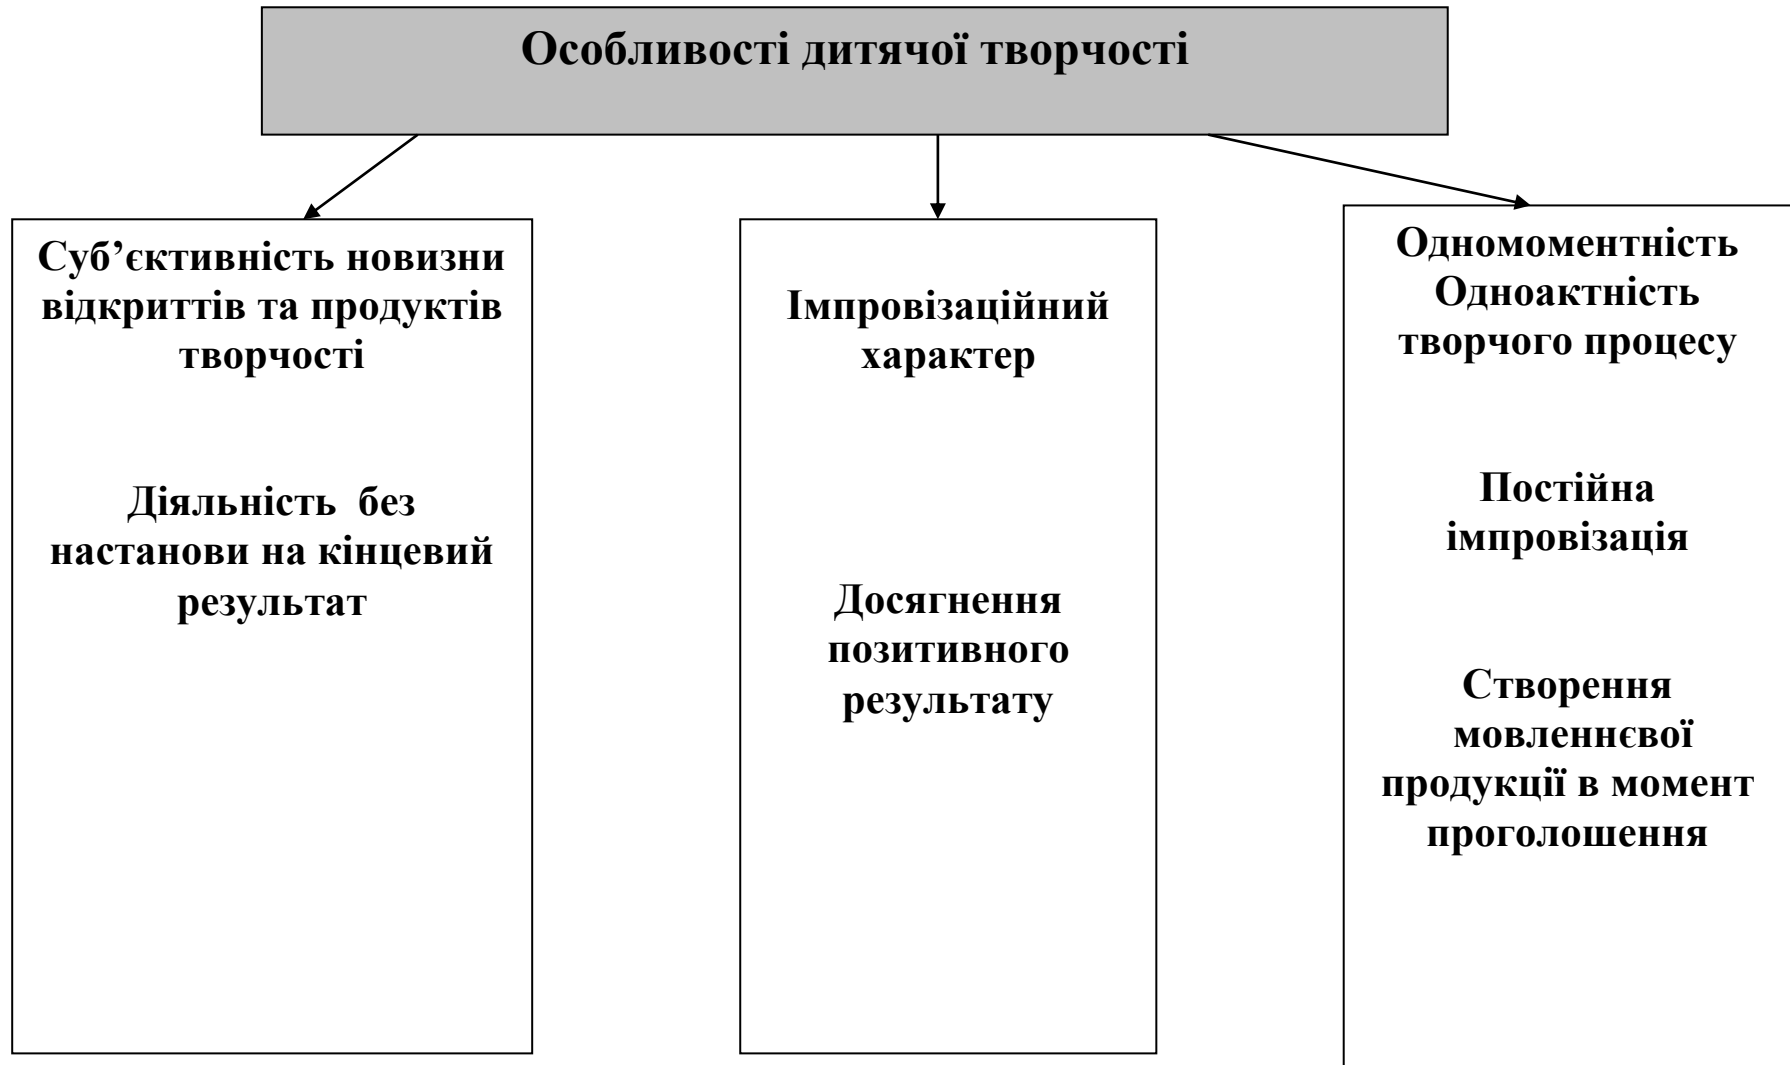 Особливості дитячої творчості
Суб’єктивність новизни
відкриттів та продуктів
творчості
Діяльність без
настанови на кінцевий
результат
Імпровізаційний
характер
Досягнення
позитивного
результату
Одномоментність
Одноактність
творчого процесу
Постійна
імпровізація
Створення
мовленнєвої
продукції в момент
проголошення